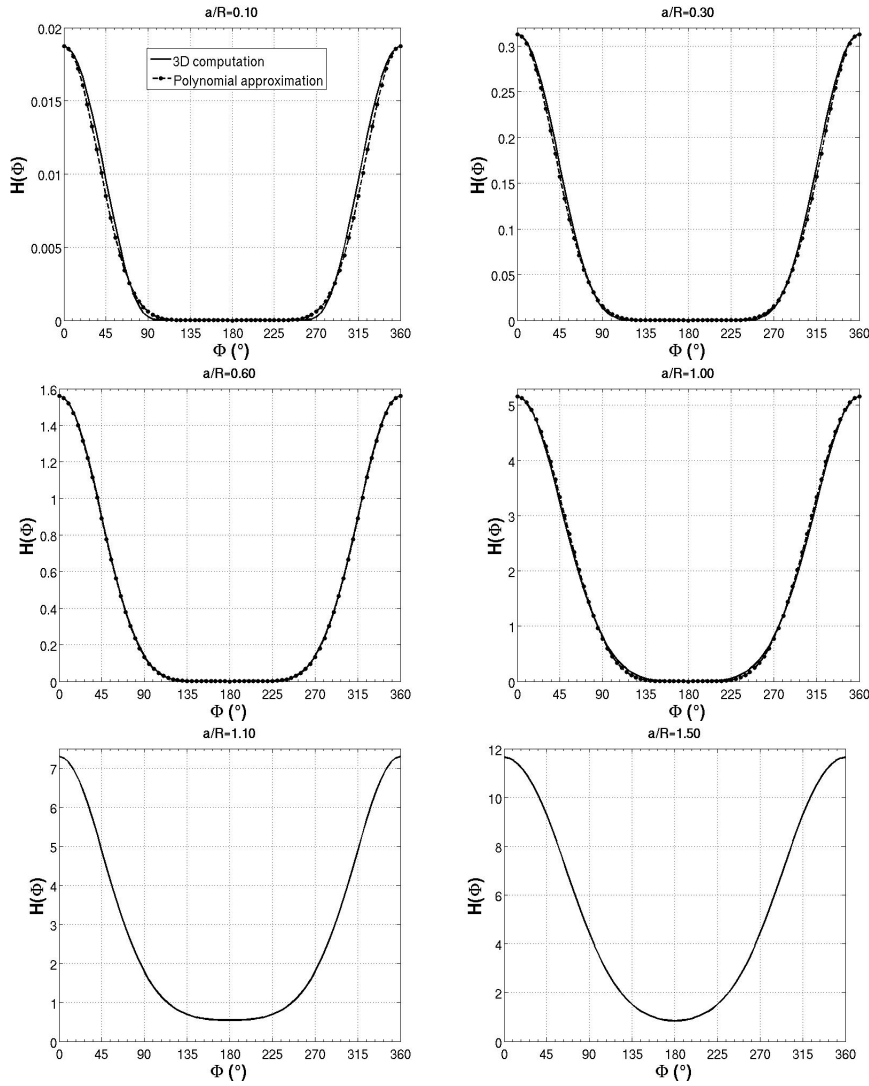 a/R=0.10
0.02
0.015
0.01
0.005
0
H(Φ)
3D computation
Polynomial approximation
0 45 90 135 180 225 270 315 360
Φ (°)
a/R=0.30
0.3
0.25
0.2
0.15
0.1
0.05
0
H(Φ)
0 45 90 135 180 225 270 315 360
Φ (°)
a/R=0.60
1.6
1.4
1.2
1
0.8
0.6
0.4
0.2
0
H(Φ)
0 45 90 135 180 225 270 315 360
Φ (°)
a/R=1.00
5
4
3
2
1
0
H(Φ)
0 45 90 135 180 225 270 315 360
Φ (°)
a/R=1.10
7
6
5
4
3
2
1
0
H(Φ)
0 45 90 135 180 225 270 315 360
Φ (°)
a/R=1.50
12
10
8
6
4
2
0
H(Φ)
0 45 90 135 180 225 270 315 360
Φ (°)